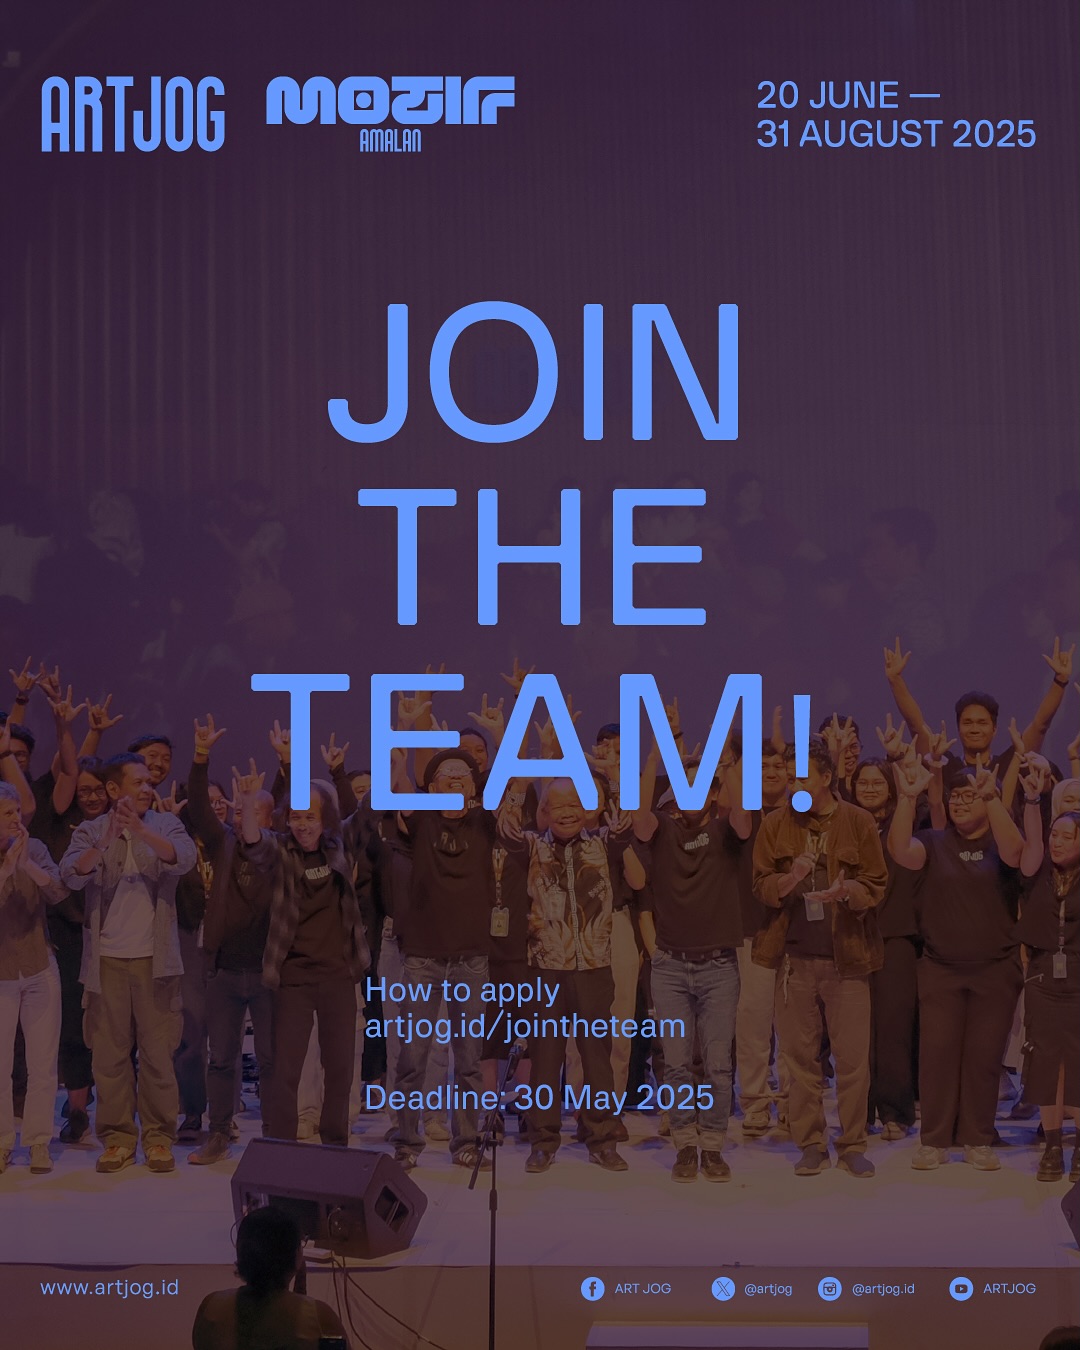 ARTJOG
MOTIF
AMALAN
20 JUNE —
31 AUGUST 2025
JOIN
THE
TEAM!
How to apply
artjog.id/jointheteam
Deadline: 30 May 2025
www.artjog.id
ART JOG
@artjog
@artjog.id
ARTJOG